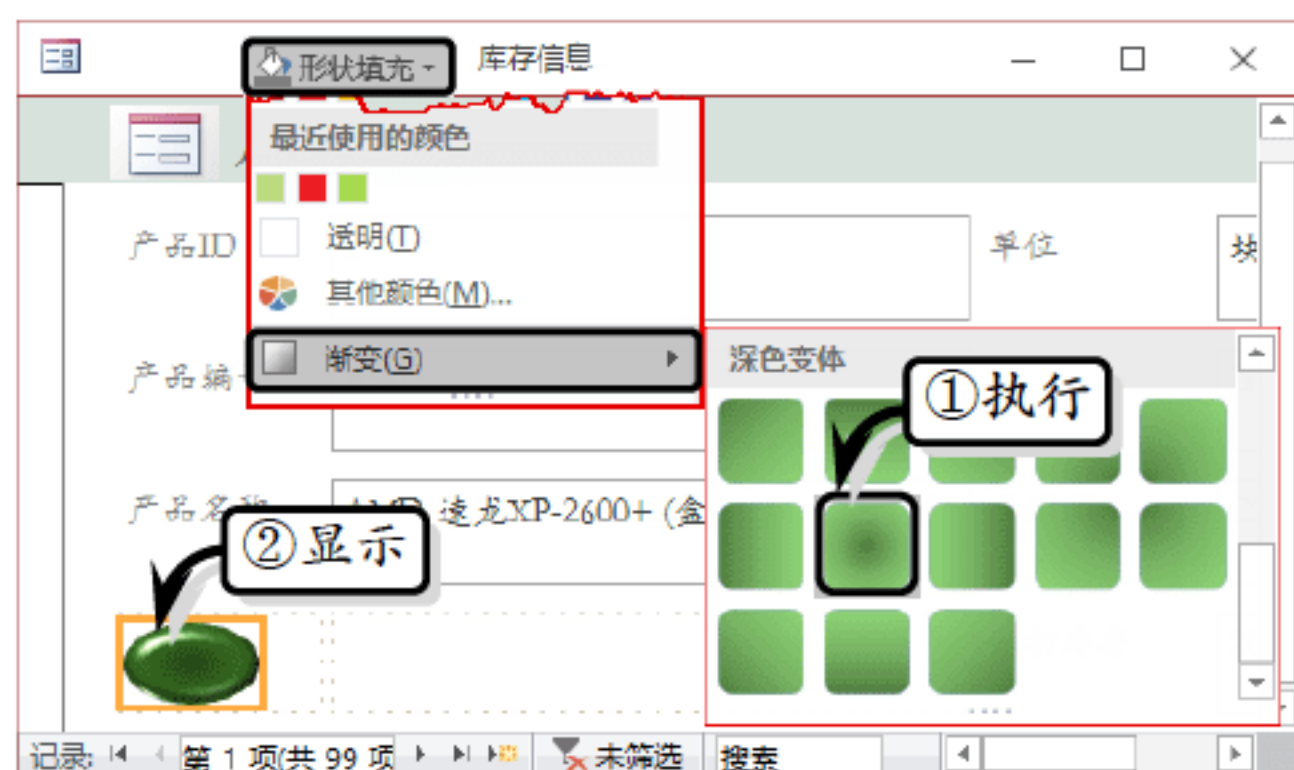 形状填充
库存信息
最近使用的颜色
透明(T)
其他颜色(M)...
渐变(G)
深色变体
①执行
产品ID
单位
块
产品编
产品名称
速龙XP-2600+ (盒
②显示
记录: 第 1 项(共 99 项 未筛选 搜索